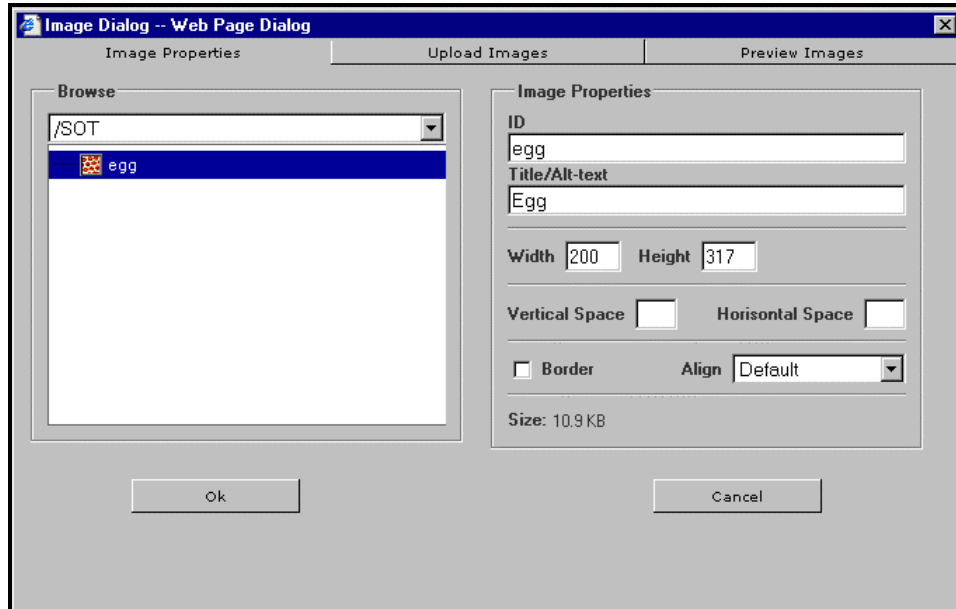 Image Dialog -- Web Page Dialog
Image Properties
Upload Images
Preview Images
Browse
/SOT
egg
Image Properties
ID
egg
Title/Alt-text
Egg
Width 200 Height 317
Vertical Space Horisontal Space
Border Align Default
Size: 10.9 KB
Ok
Cancel